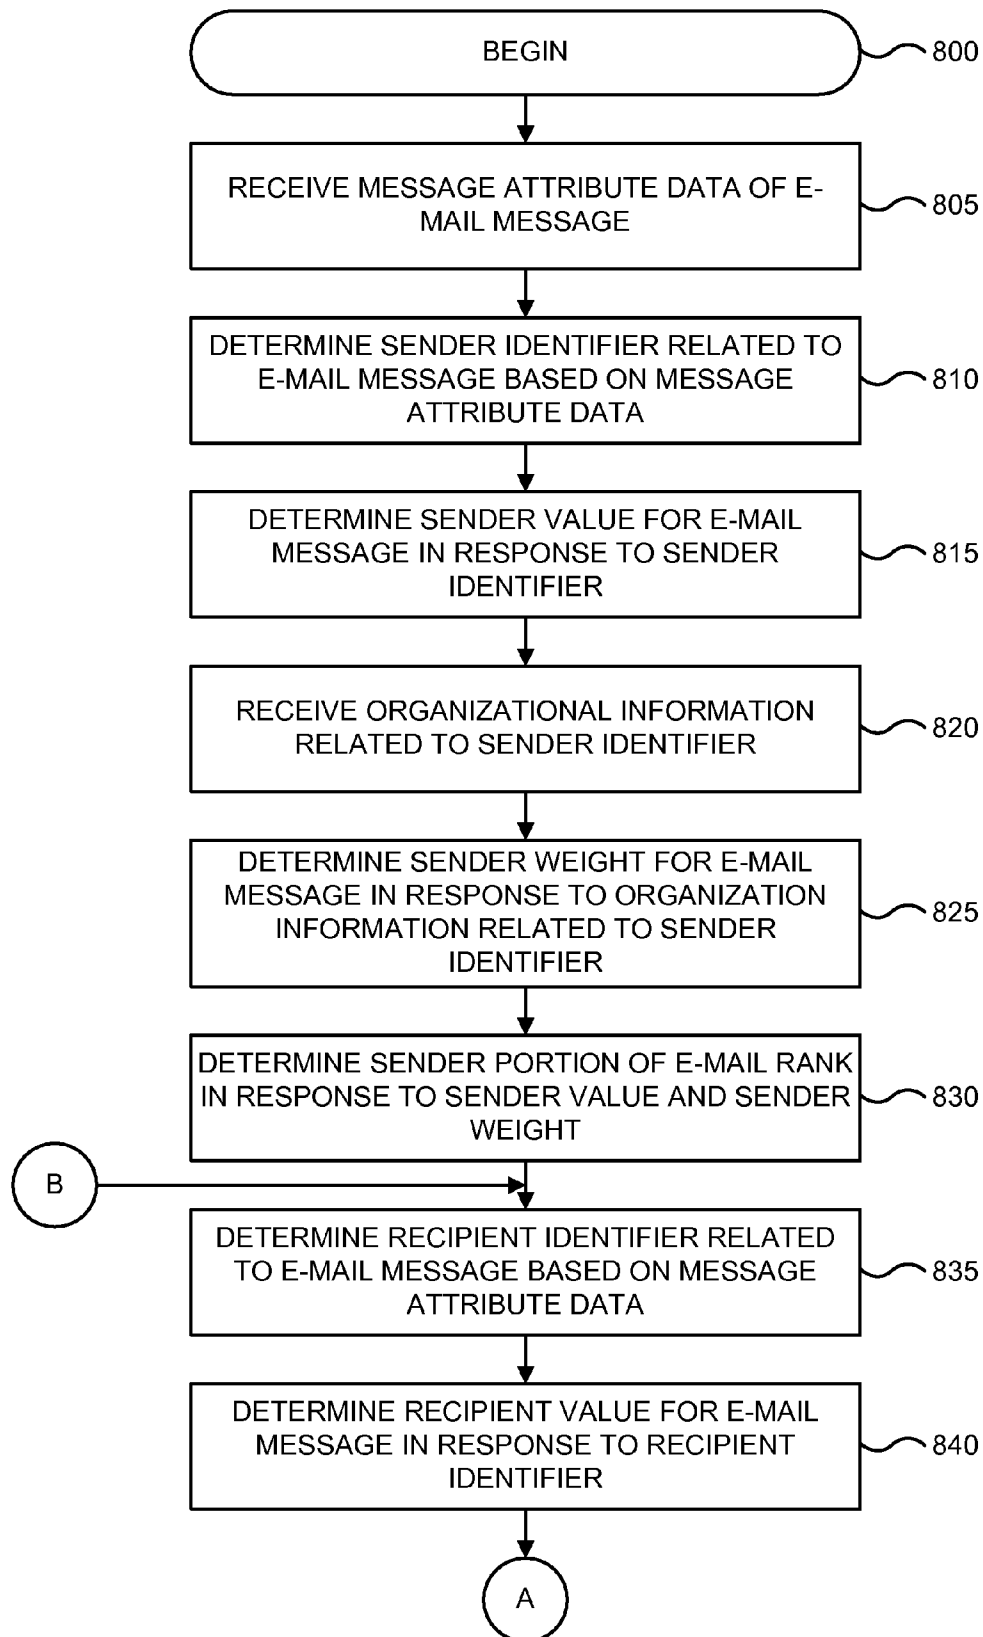 BEGIN
800
RECEIVE MESSAGE ATTRIBUTE DATA OF E-
MAIL MESSAGE
805
DETERMINE SENDER IDENTIFIER RELATED TO
E-MAIL MESSAGE BASED ON MESSAGE
ATTRIBUTE DATA
810
DETERMINE SENDER VALUE FOR E-MAIL
MESSAGE IN RESPONSE TO SENDER
IDENTIFIER
815
RECEIVE ORGANIZATIONAL INFORMATION
RELATED TO SENDER IDENTIFIER
820
DETERMINE SENDER WEIGHT FOR E-MAIL
MESSAGE IN RESPONSE TO ORGANIZATION
INFORMATION RELATED TO SENDER
IDENTIFIER
825
DETERMINE SENDER PORTION OF E-MAIL RANK
IN RESPONSE TO SENDER VALUE AND SENDER
WEIGHT
830
B
DETERMINE RECIPIENT IDENTIFIER RELATED
TO E-MAIL MESSAGE BASED ON MESSAGE
ATTRIBUTE DATA
835
DETERMINE RECIPIENT VALUE FOR E-MAIL
MESSAGE IN RESPONSE TO RECIPIENT
IDENTIFIER
840
A